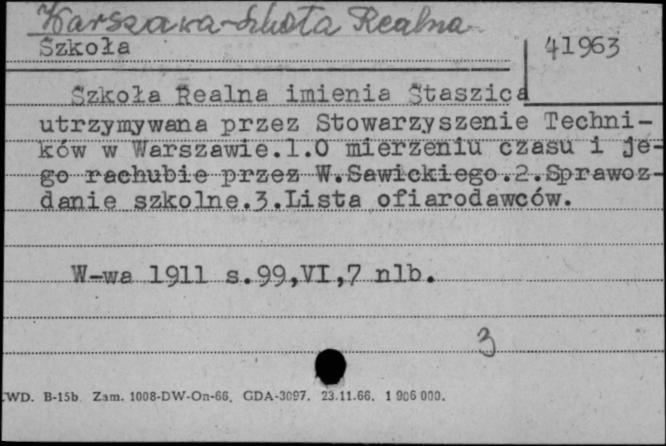 Warszawa-Szkoła Realna
Szkoła
41963
Szkoła Realna imienia Staszica
utrzymywana przez Stowarzyszenie Techni-
ków w Warszawie.1.O mierzeniu czasu i je-
go rachubie przez W.Sawickiego.2.Sprawoz-
danie szkolne.3.Lista ofiarodawców.
W-wa 1911 s.99,VI,7 nlb.
3
WD. B-15b. Zam. 1008-DW-On-66. GDA-3097. 23.11.66. 1 906 000.